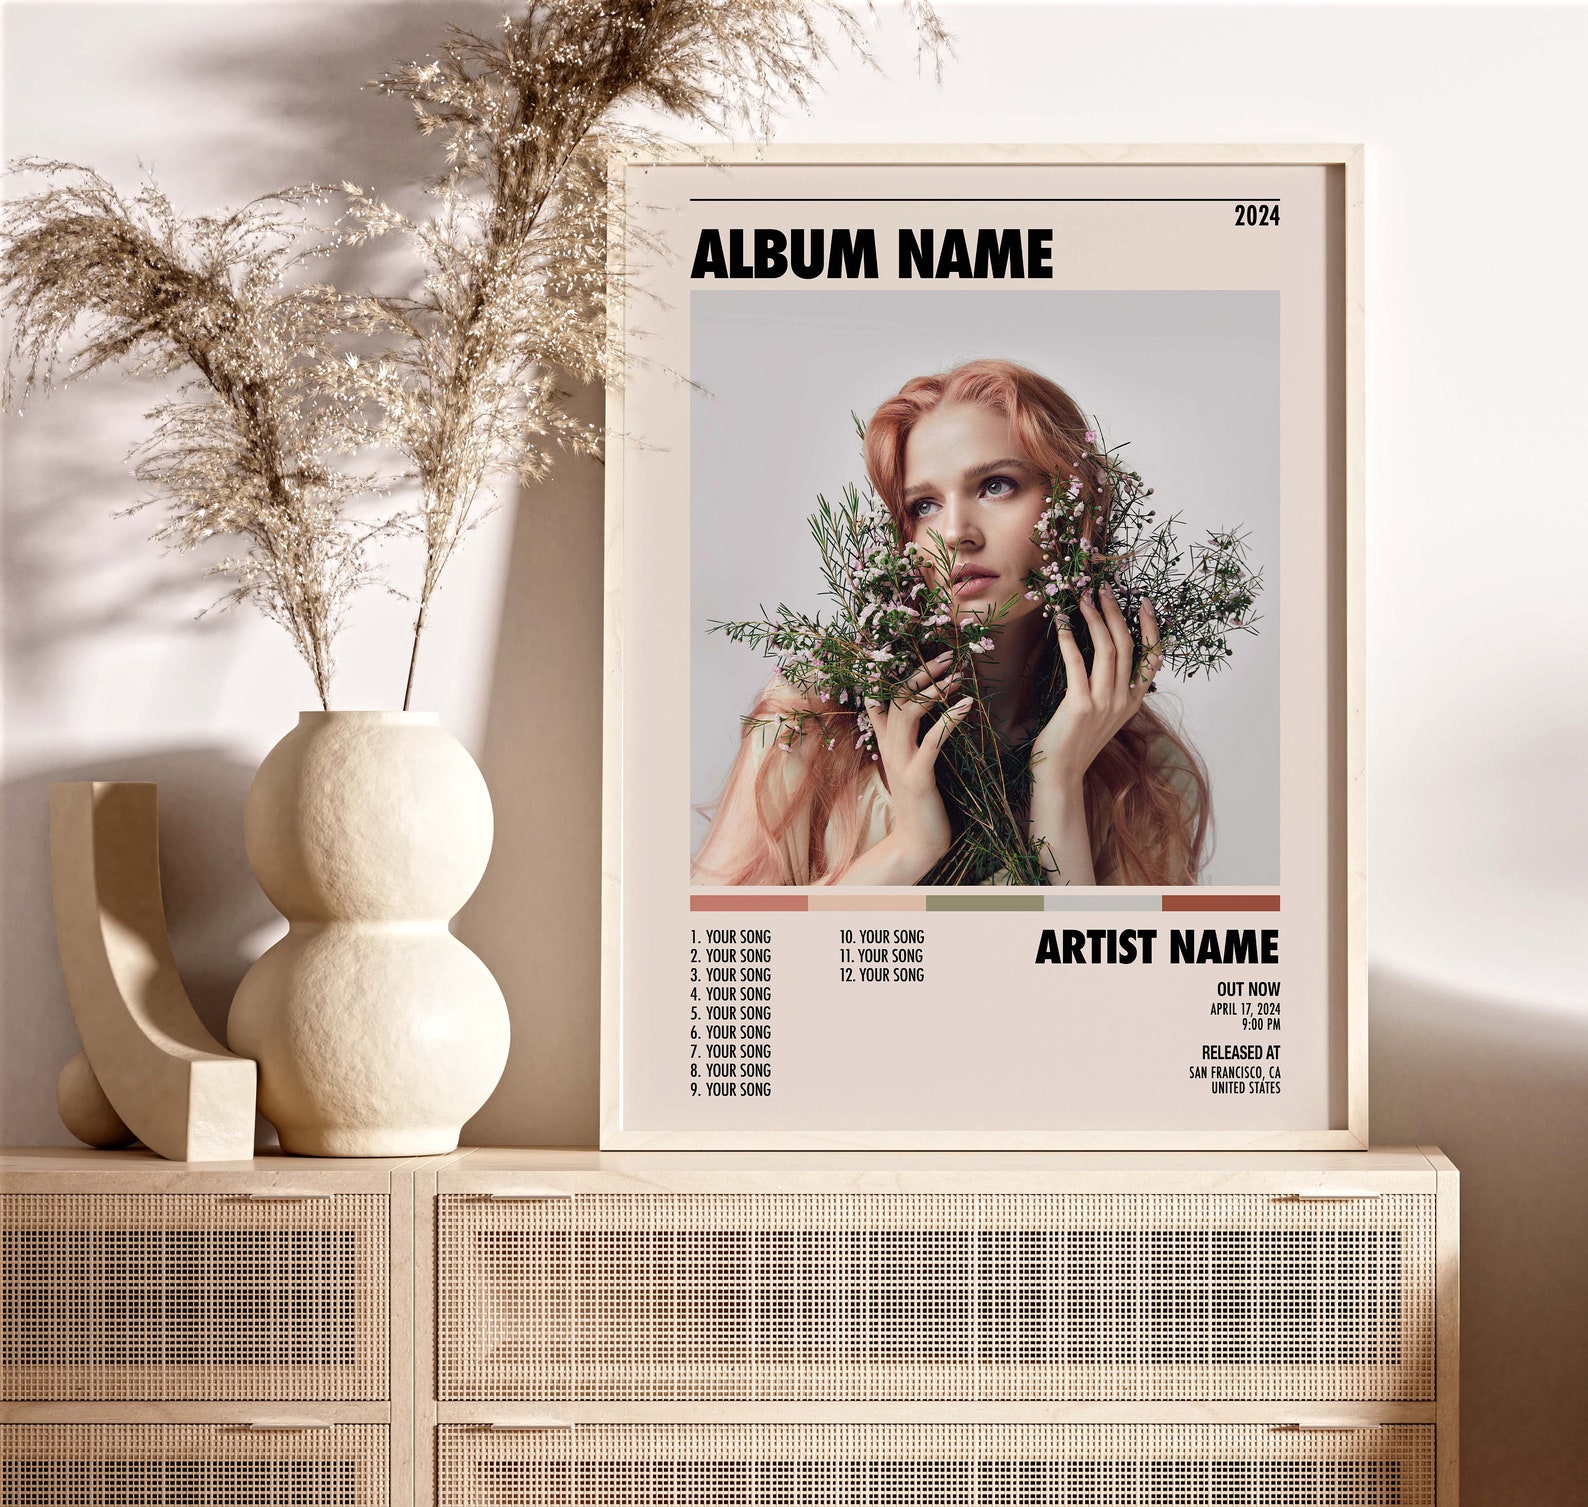 2024
ALBUM NAME
1. YOUR SONG
2. YOUR SONG
3. YOUR SONG
4. YOUR SONG
5. YOUR SONG
6. YOUR SONG
7. YOUR SONG
8. YOUR SONG
9. YOUR SONG
10. YOUR SONG
11. YOUR SONG
12. YOUR SONG
ARTIST NAME
OUT NOW
APRIL 17, 2024
9:00 PM
RELEASED AT
SAN FRANCISCO, CA
UNITED STATES